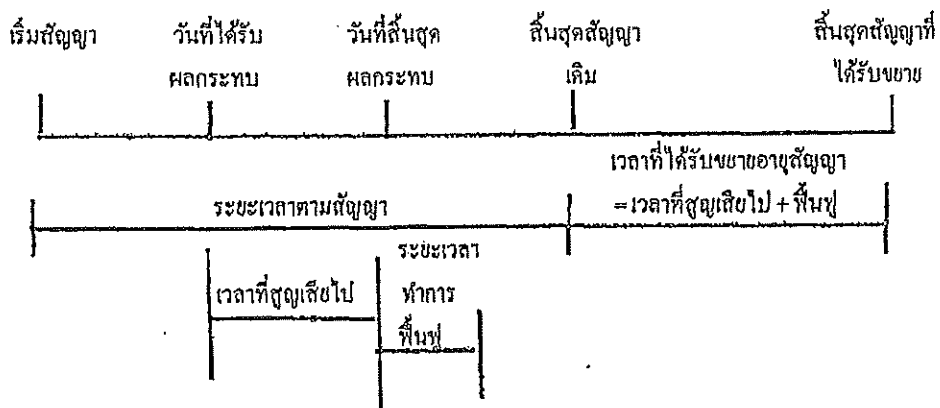 เริ่มสัญญา วันที่ได้รับ วันที่สิ้นสุด สิ้นสุดสัญญา สิ้นสุดสัญญาที่
ผลกระทบ ผลกระทบ เดิม ได้รับขยาย
เวลาที่ได้รับขยายอายุสัญญา
ระยะเวลาตามสัญญา =เวลาที่สูญเสียไป+ฟื้นฟู
ระยะเวลา
เวลาที่สูญเสียไป ทำการ
ฟื้นฟู